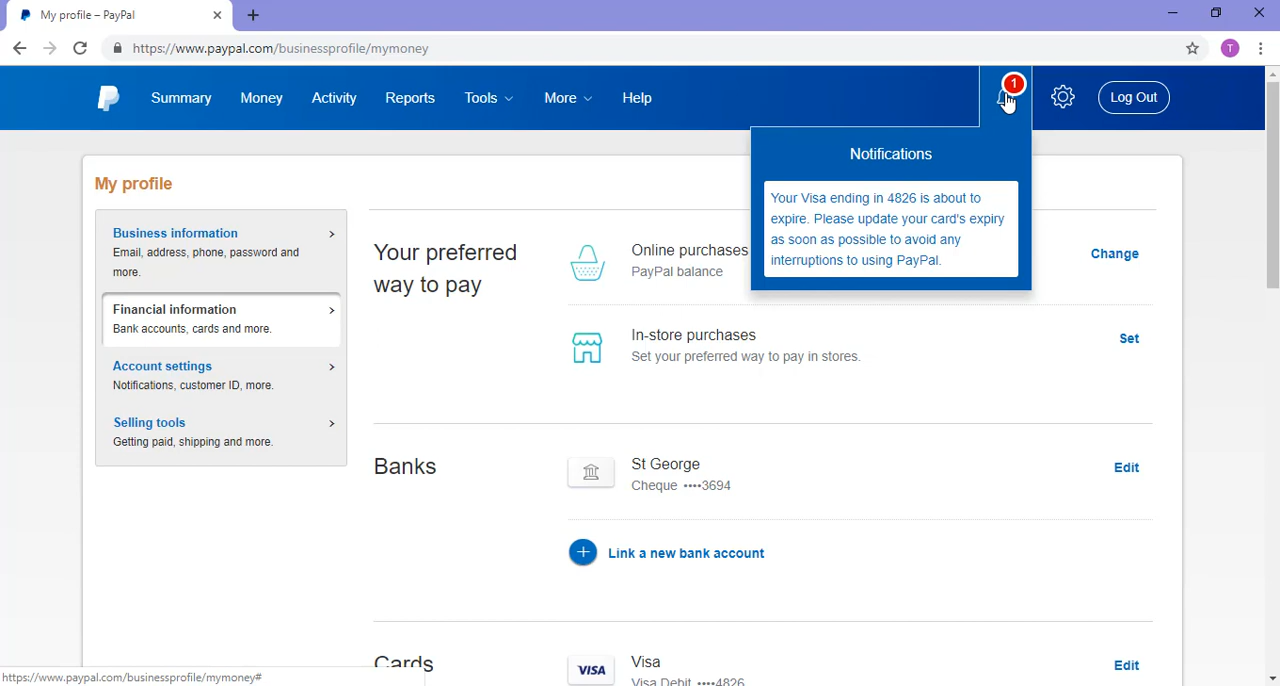 My profile – PayPal
https://www.paypal.com/businessprofile/mymoney
T
Summary Money Activity Reports Tools More Help 1 Log Out
Notifications
Your Visa ending in 4826 is about to
expire. Please update your card's expiry
as soon as possible to avoid any
interruptions to using PayPal.
My profile
Business information
Email, address, phone, password and
more.
Financial information
Bank accounts, cards and more.
Account settings
Notifications, customer ID, more.
Selling tools
Getting paid, shipping and more.
Your preferred
way to pay
Online purchases
PayPal balance
Change
In-store purchases
Set your preferred way to pay in stores.
Set
Banks
St George
Cheque ••••3694
Edit
Link a new bank account
Cards
VISA
Visa
Visa Debit ••••4826
Edit
https://www.paypal.com/businessprofile/mymoney#